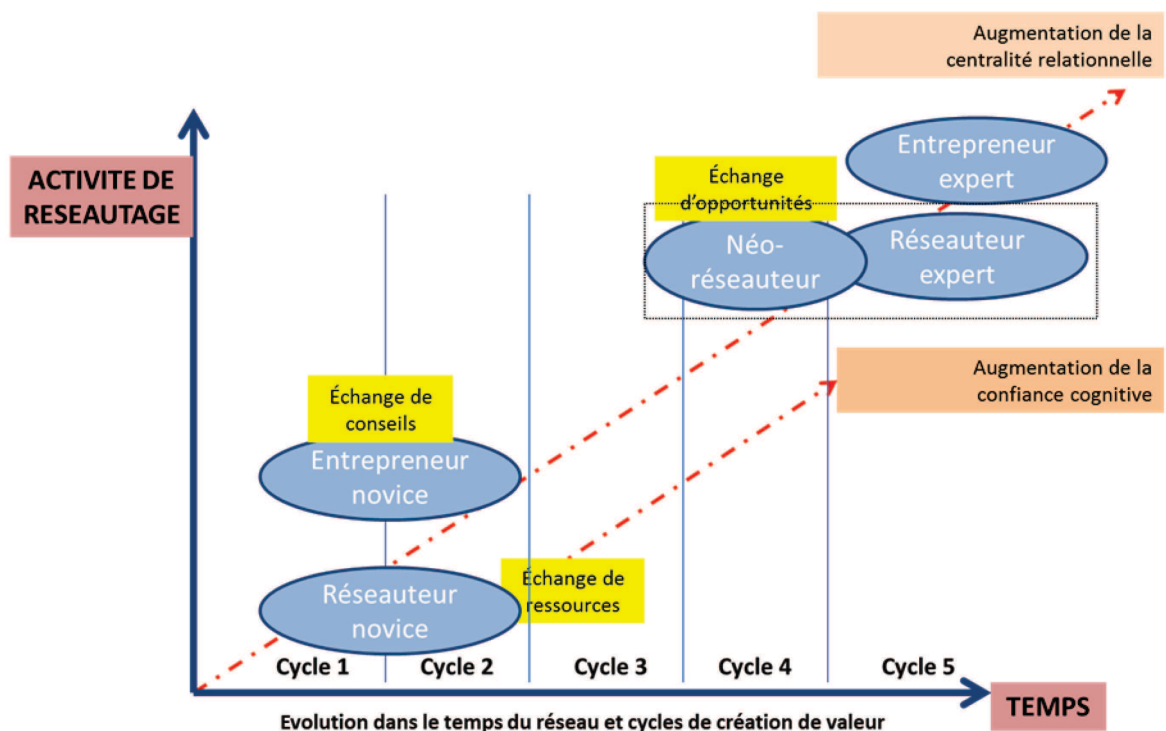 Augmentation de la
centralité relationnelle
ACTIVITE DE
RESEAUTAGE
Échange
d'opportunités
Entrepreneur
expert
Néo-
réseauteur
Réseauteur
expert
Échange de
conseils
Augmentation de la
confiance cognitive
Entrepreneur
novice
Réseauteur
novice
Échange de
ressources
Cycle 1
Cycle 2
Cycle 3
Cycle 4
Cycle 5
TEMPS
Evolution dans le temps du réseau et cycles de création de valeur